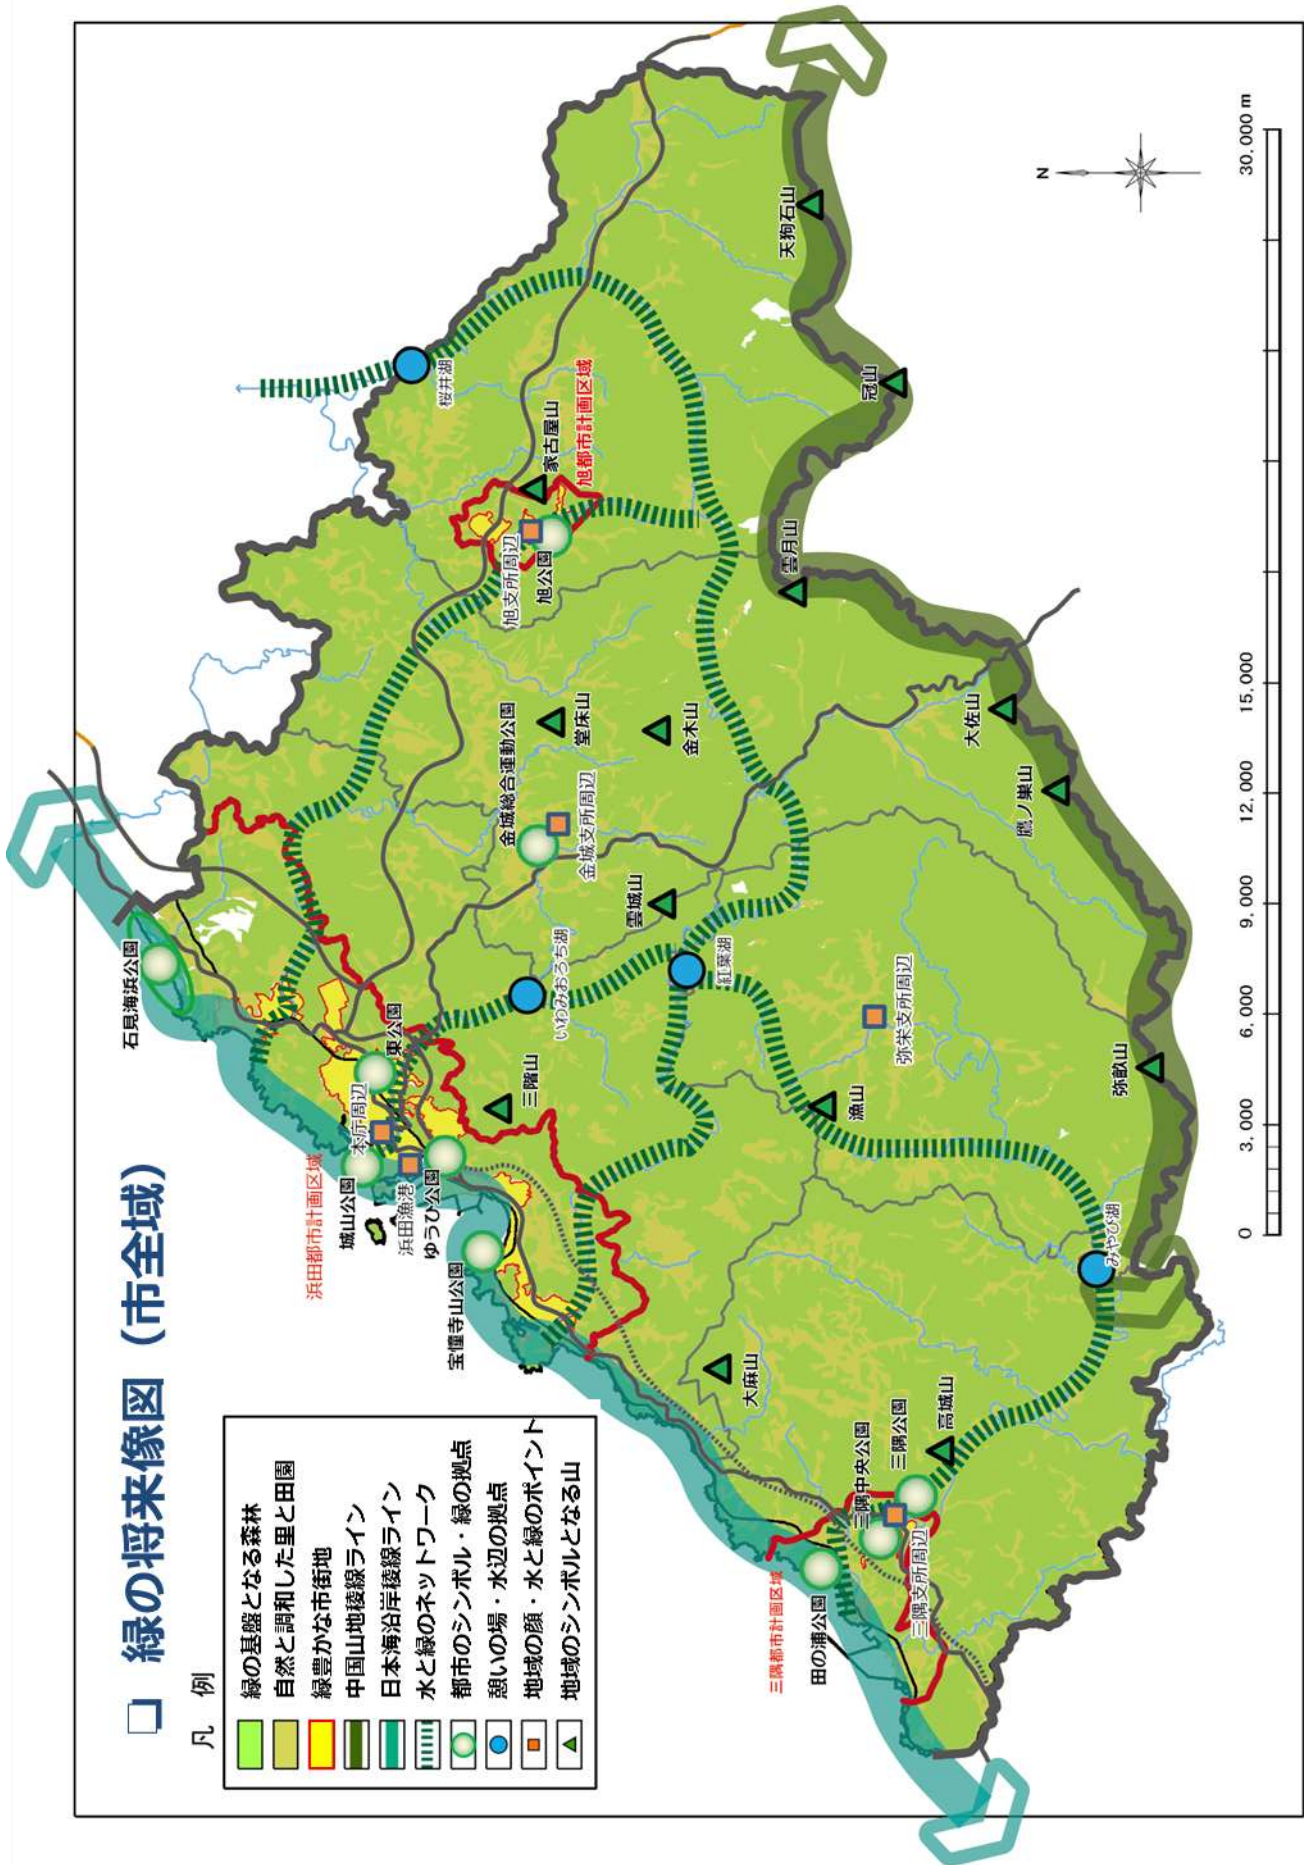 □ 緑の将来像図（市全域）
凡　例
緑の基盤となる森林
自然と調和した里と田園
緑豊かな市街地
中国山地稜線ライン
日本海沿岸稜線ライン
水と緑のネットワーク
都市のシンボル・緑の拠点
憩いの場・水辺の拠点
地域の顔・水と緑のポイント
地域のシンボルとなる山
石見海浜公園
浜田都市計画区域
城山公園
本庁周辺
東公園
浜田漁港
ゆうひ公園
宝憧寺山公園
三階山
いわみおろち湖
雲城山
紅葉湖
金城総合運動公園
金城支所周辺
堂床山
金木山
旭支所周辺
旭公園
家古屋山
旭都市計画区域
桜井湖
天狗石山
冠山
雲月山
大佐山
鷹ノ巣山
弥畝山
弥栄支所周辺
漁山
みやび湖
大麻山
高城山
三隅公園
三隅中央公園
三隅支所周辺
三隅都市計画区域
田の浦公園
N
0
3,000
6,000
9,000
12,000
15,000
30,000 m